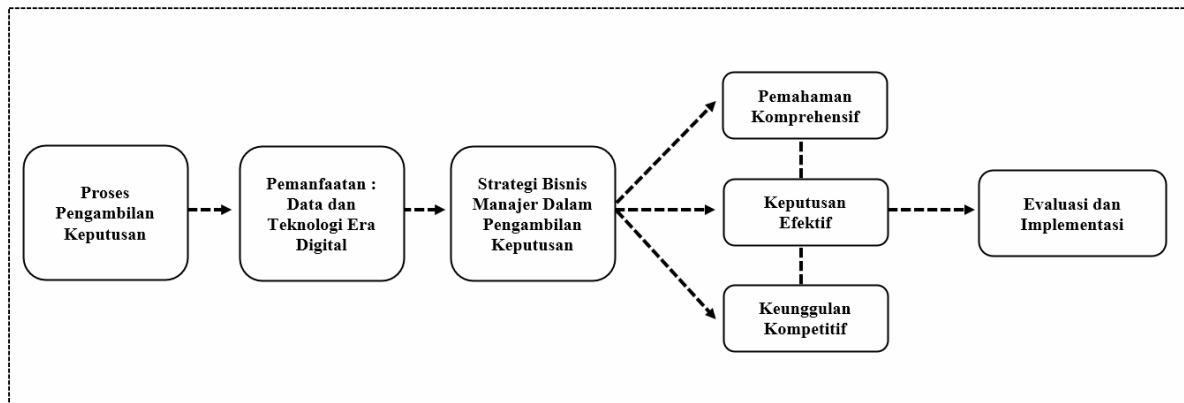 Proses
Pengambilan
Keputusan
Pemanfaatan :
Data dan
Teknologi Era
Digital
Strategi Bisnis
Manajer Dalam
Pengambilan
Keputusan
Pemahaman
Komprehensif
Keputusan
Efektif
Keunggulan
Kompetitif
Evaluasi dan
Implementasi